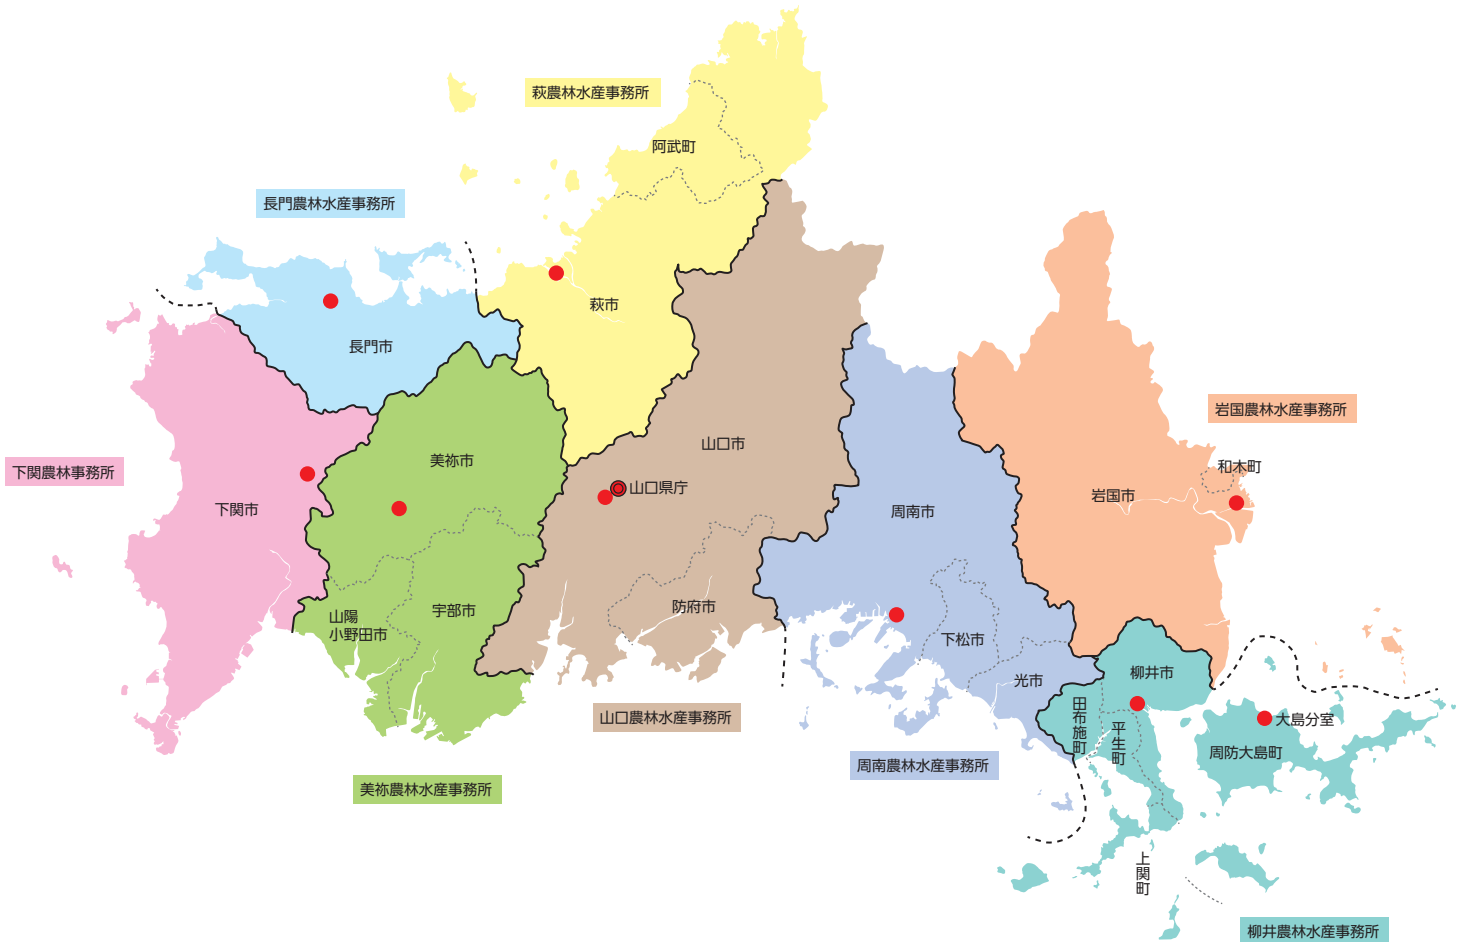 萩農林水産事務所
阿武町
長門農林水産事務所
萩市
長門市
岩国農林水産事務所
山口市
美祢市
和木町
下関農林事務所
山口県庁
岩国市
下関市
周南市
防府市
宇部市
山陽
小野田市
下松市
柳井市
光市
田布施町
平生町
山口農林水産事務所
大島分室
周防大島町
周南農林水産事務所
美祢農林水産事務所
上関町
柳井農林水産事務所